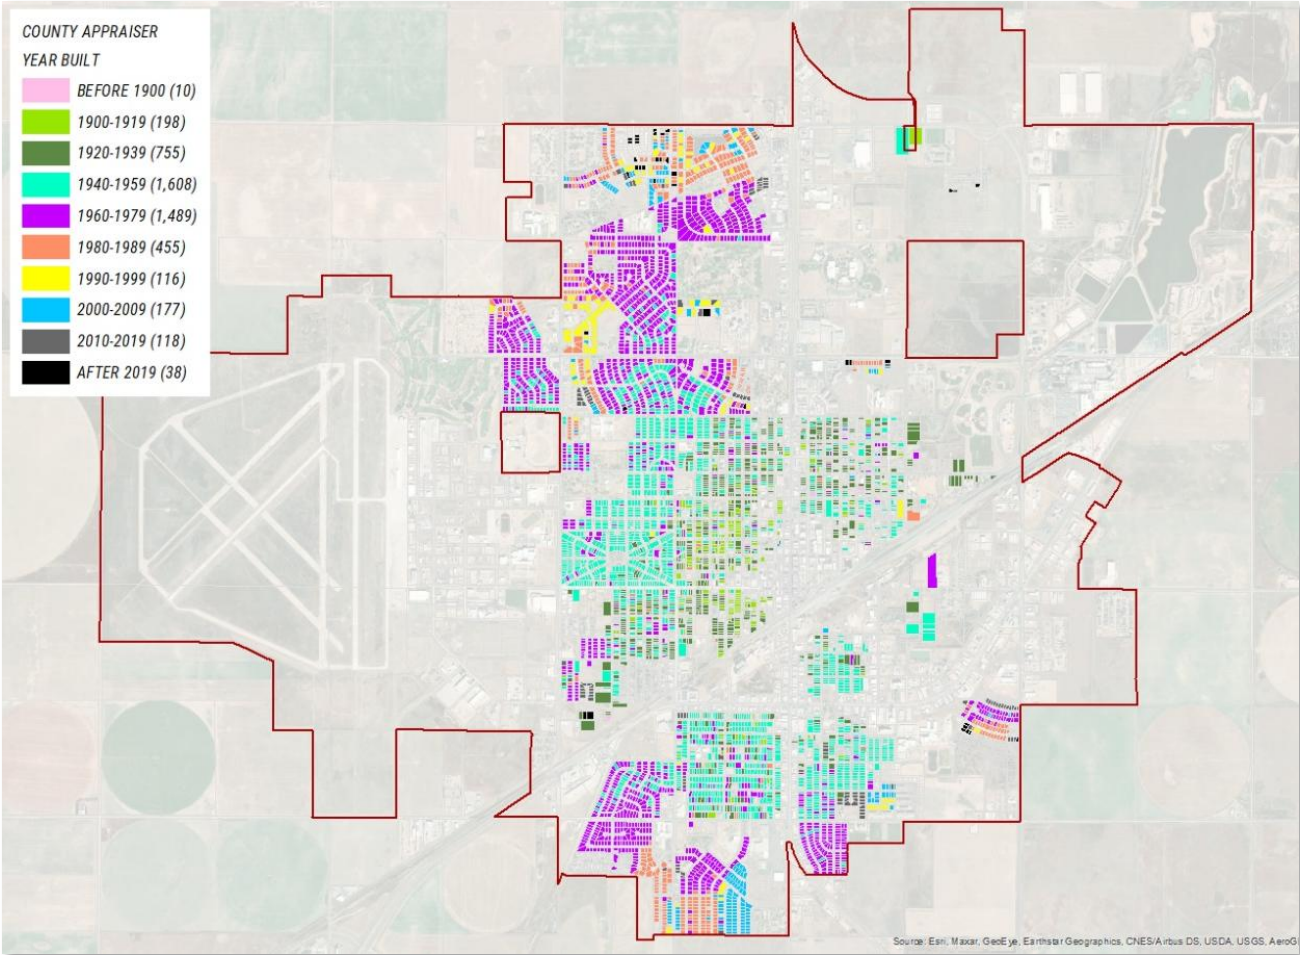 COUNTY APPRAISER
YEAR BUILT
BEFORE 1900 (10)
1900-1919 (198)
1920-1939 (755)
1940-1959 (1,608)
1960-1979 (1,489)
1980-1989 (455)
1990-1999 (116)
2000-2009 (177)
2010-2019 (118)
AFTER 2019 (38)
Source: Esri, Maxar, GeoEye, Earthstar Geographics, CNES/Airbus DS, USDA, USGS, AeroG